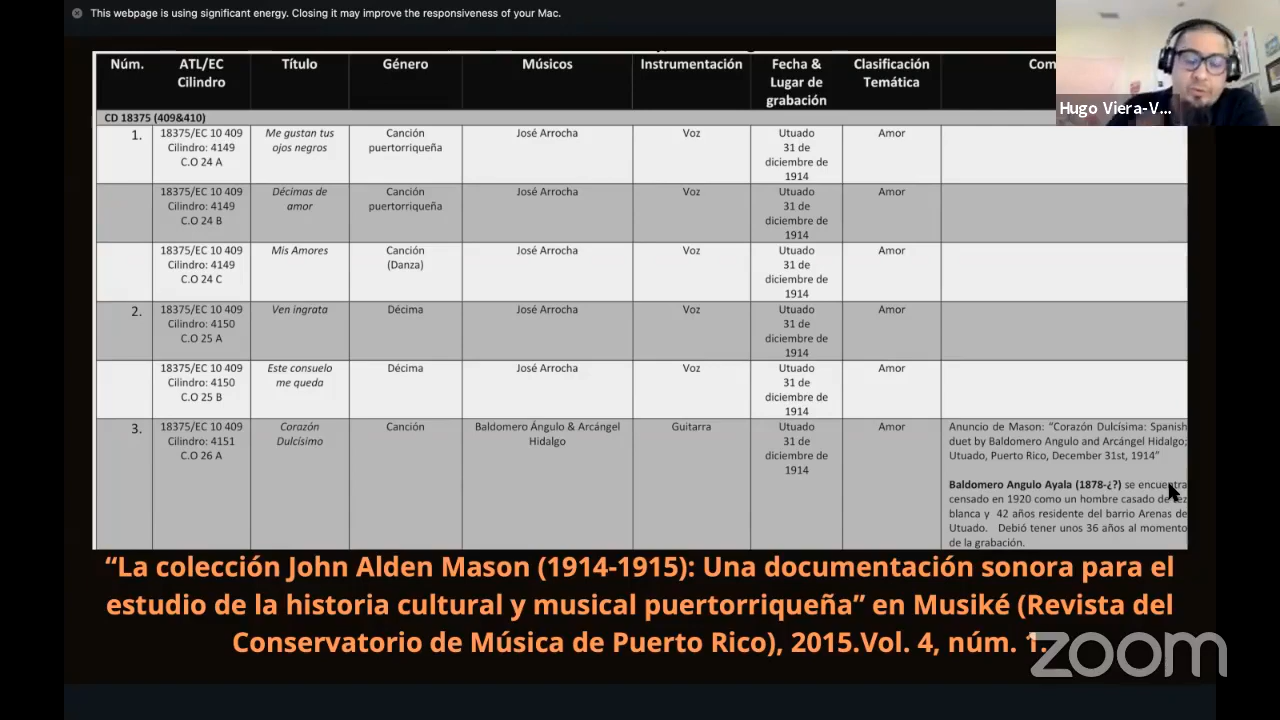 This webpage is using significant energy. Closing it may improve the responsiveness of your Mac.
Hugo Viera-V...
Núm. ATL/EC Título Género Músicos Instrumentación Fecha & Clasificación Com
Cilindro Lugar de Temática
grabación
CD 18375 (409&410)
1. 18375/EC 10 409 Me gustan tus Canción José Arrocha Voz Utuado Amor
Cilindro: 4149 ojos negros puertorriqueña 31 de
C.O 24 A diciembre de
1914
18375/EC 10 409 Décimas de Canción José Arrocha Voz Utuado Amor
Cilindro: 4149 amor puertorriqueña 31 de
C.O 24 B diciembre de
1914
18375/EC 10 409 Mis Amores Canción José Arrocha Voz Utuado Amor
Cilindro: 4149 (Danza) 31 de
C.O 24 C diciembre de
1914
2. 18375/EC 10 409 Ven ingrata Décima José Arrocha Voz Utuado Amor
Cilindro: 4150 31 de
C.O 25 A diciembre de
1914
18375/EC 10 409 Este consuelo Décima José Arrocha Voz Utuado Amor
Cilindro: 4150 me queda 31 de
C.O 25 B diciembre de
1914
3. 18375/EC 10 409 Corazón Canción Baldomero Ángulo & Arcángel Guitarra Utuado Amor Anuncio de Mason: "Corazón Dulcísima: Spanish
Cilindro: 4151 Dulcísimo Hidalgo 31 de duet by Baldomero Angulo and Arcángel Hidalgo;
C.O 26 A diciembre de Utuado, Puerto Rico, December 31st, 1914"
1914
Baldomero Angulo Ayala (1878-¿?) se encuentra
censado en 1920 como un hombre casado de tez
blanca y 42 años residente del barrio Arenas de
Utuado. Debió tener unos 36 años al momento
de la grabación.
“La colección John Alden Mason (1914-1915): Una documentación sonora para el
estudio de la historia cultural y musical puertorriqueña” en Musiké (Revista del
Conservatorio de Música de Puerto Rico), 2015.Vol. 4, núm. 1.
zoom